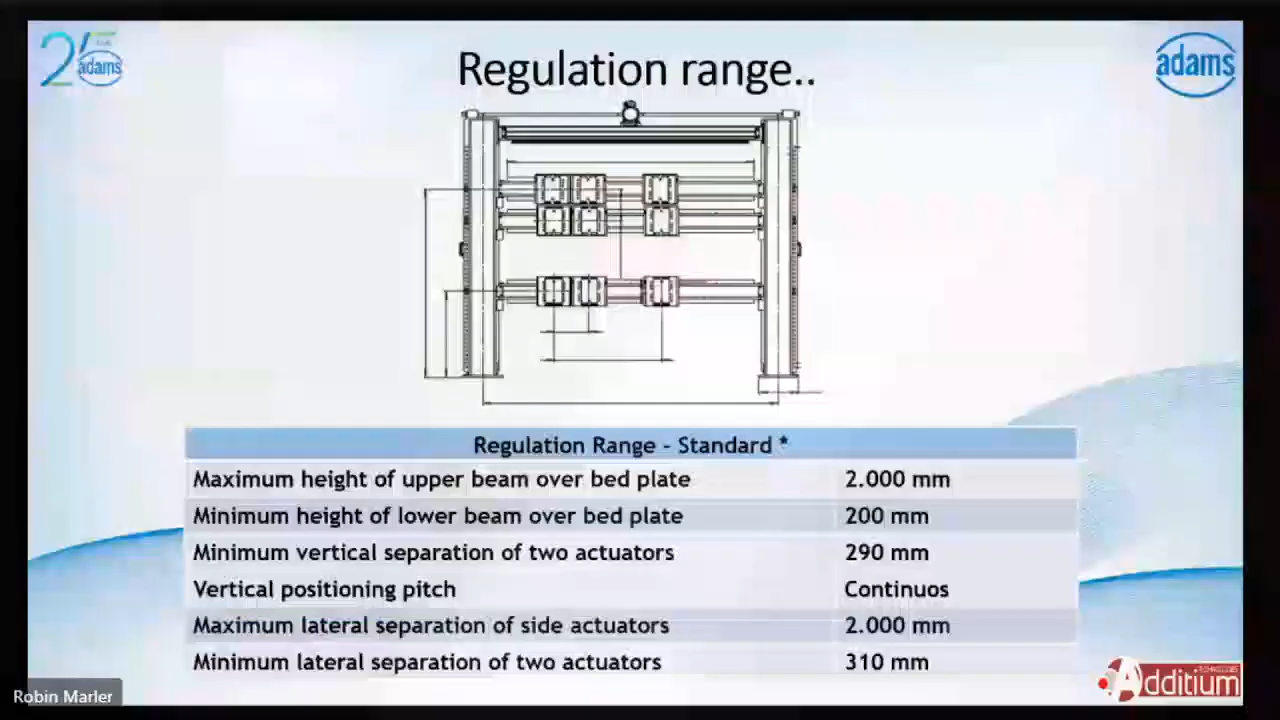 25
adams
Regulation range..
adams
Regulation Range - Standard *
Maximum height of upper beam over bed plate 2.000 mm
Minimum height of lower beam over bed plate 200 mm
Minimum vertical separation of two actuators 290 mm
Vertical positioning pitch Continuos
Maximum lateral separation of side actuators 2.000 mm
Minimum lateral separation of two actuators 310 mm
Robin Marler
TECHNOLOGIES
Additium